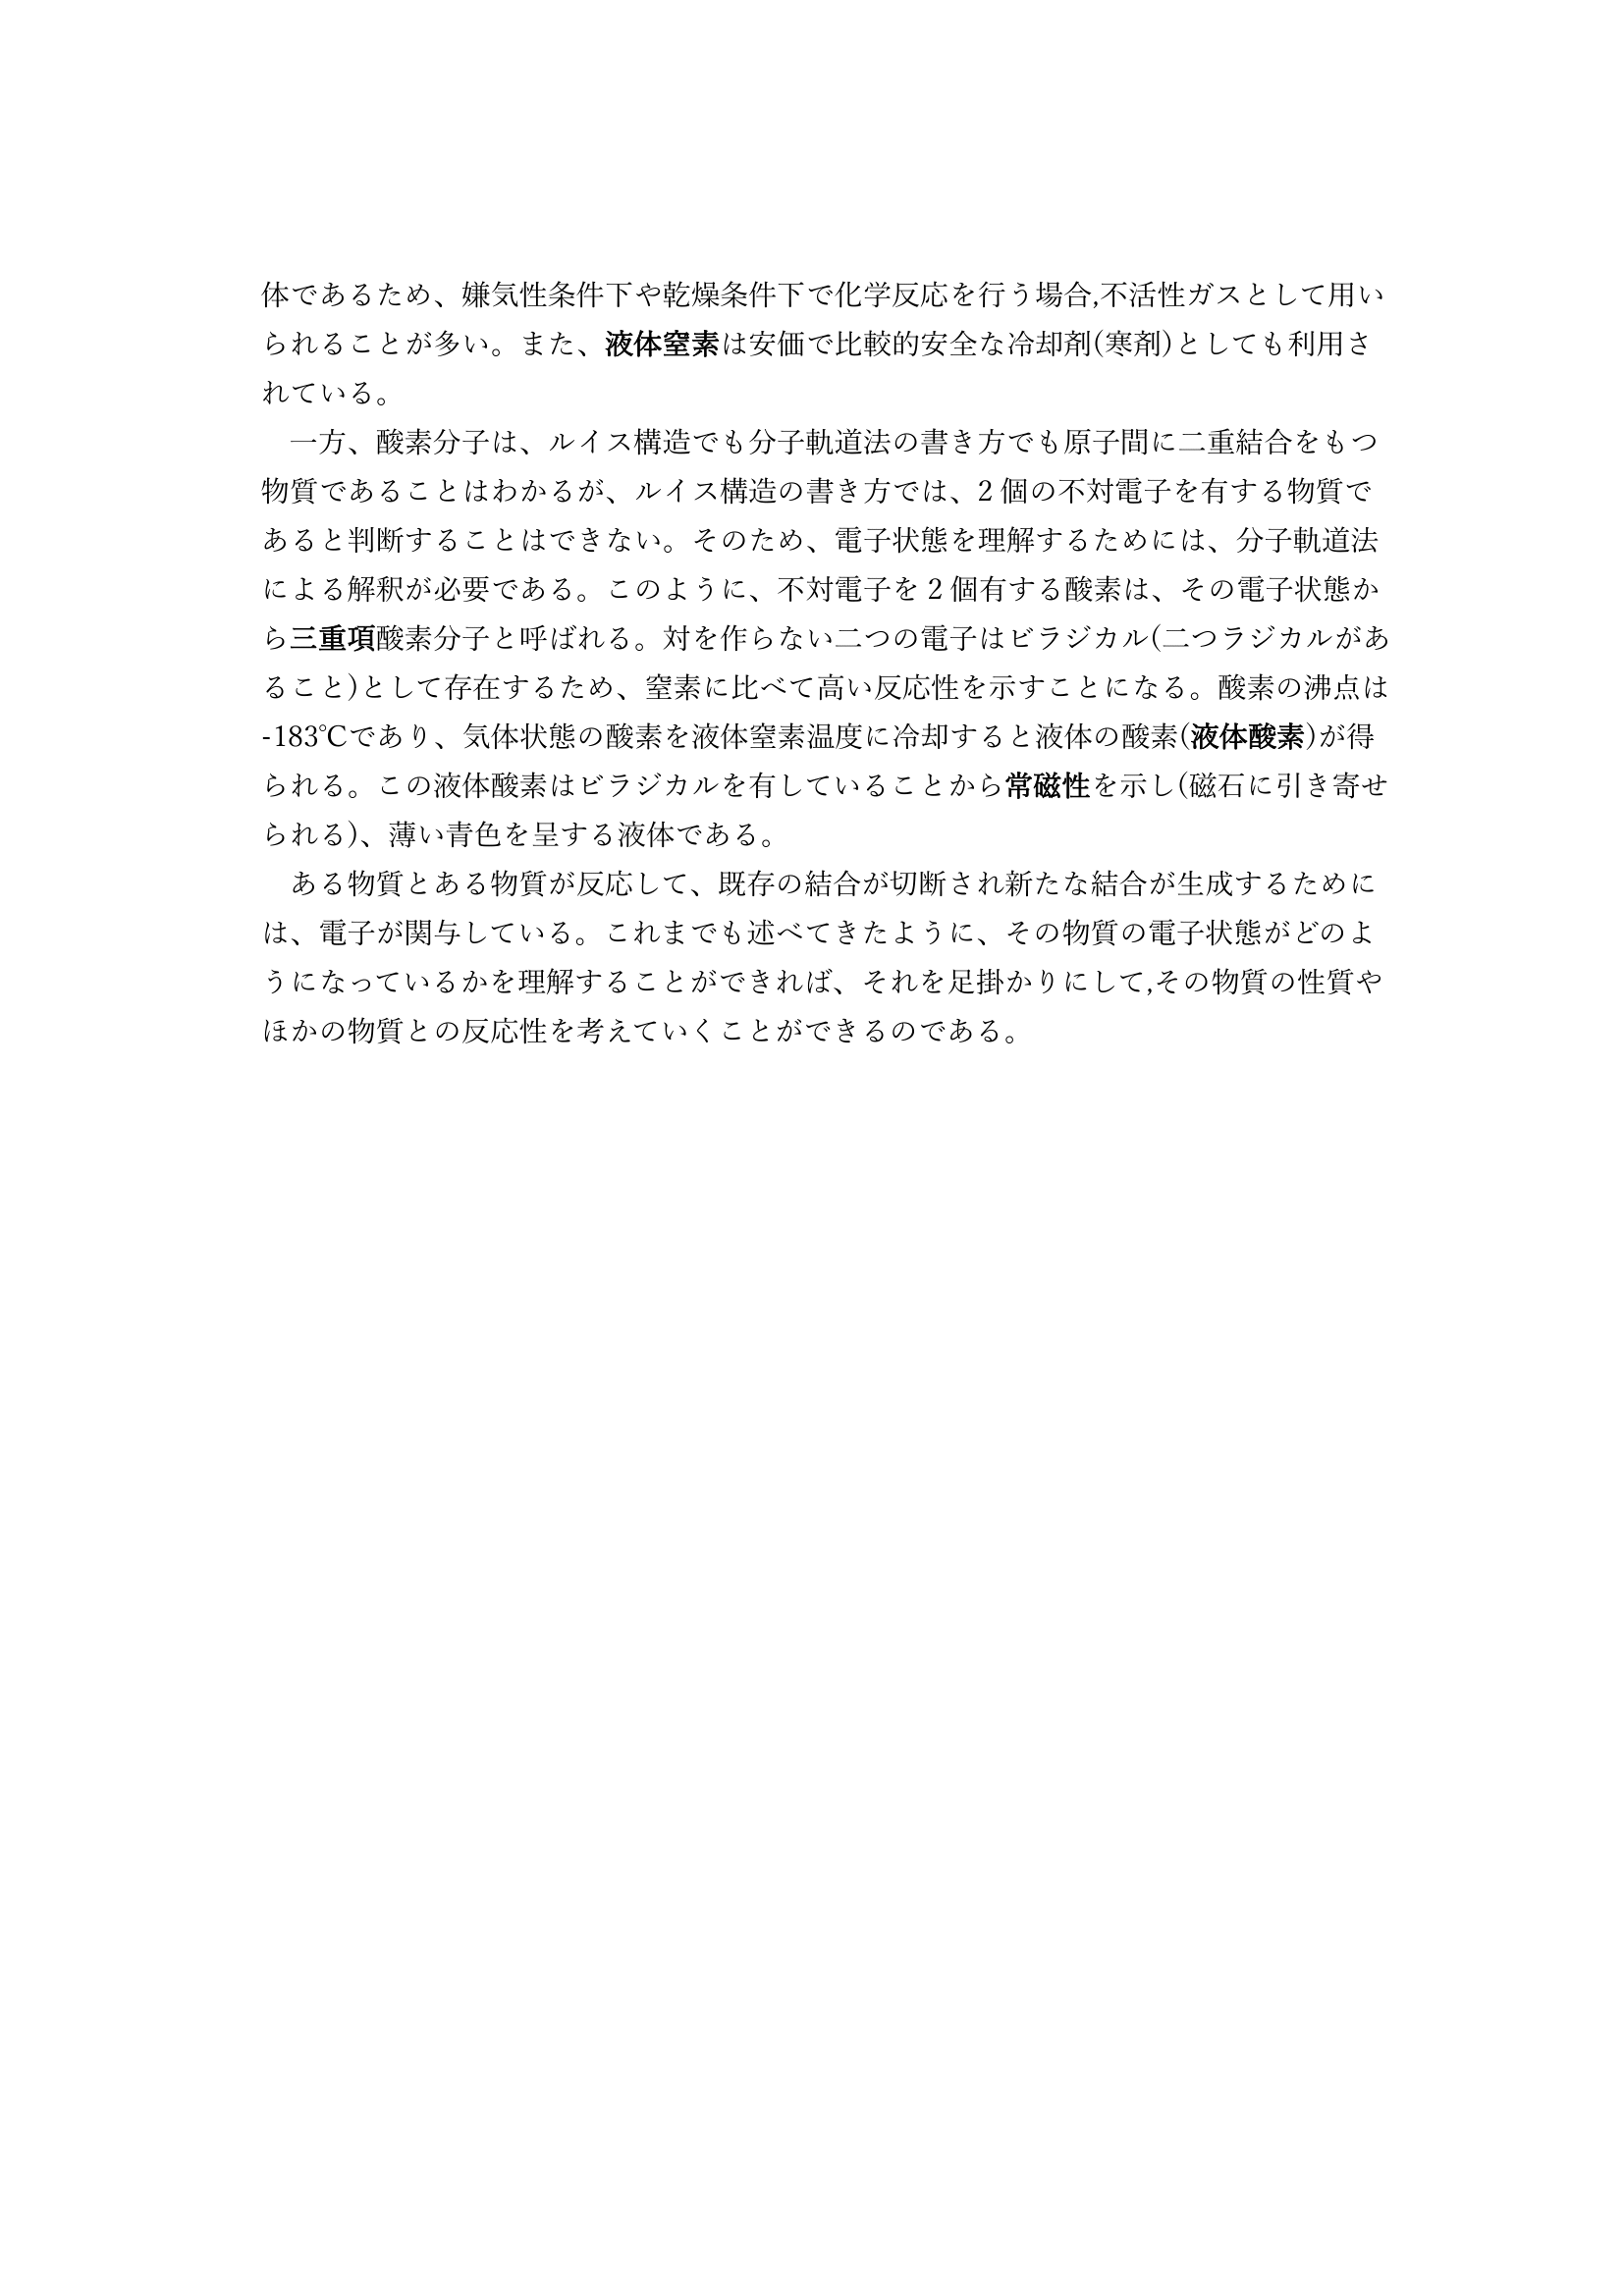 体であるため、嫌気性条件下や乾燥条件下で化学反応を行う場合,不活性ガスとして用い
られることが多い。また、液体窒素は安価で比較的安全な冷却剤(寒剤)としても利用さ
れている。
　一方、酸素分子は、ルイス構造でも分子軌道法の書き方でも原子間に二重結合をもつ
物質であることはわかるが、ルイス構造の書き方では、2 個の不対電子を有する物質で
あると判断することはできない。そのため、電子状態を理解するためには、分子軌道法
による解釈が必要である。このように、不対電子を 2 個有する酸素は、その電子状態か
ら三重項酸素分子と呼ばれる。対を作らない二つの電子はビラジカル(二つラジカルがあ
ること)として存在するため、窒素に比べて高い反応性を示すことになる。酸素の沸点は
-183℃であり、気体状態の酸素を液体窒素温度に冷却すると液体の酸素(液体酸素)が得
られる。この液体酸素はビラジカルを有していることから常磁性を示し(磁石に引き寄せ
られる)、薄い青色を呈する液体である。
　ある物質とある物質が反応して、既存の結合が切断され新たな結合が生成するために
は、電子が関与している。これまでも述べてきたように、その物質の電子状態がどのよ
うになっているかを理解することができれば、それを足掛かりにして,その物質の性質や
ほかの物質との反応性を考えていくことができるのである。